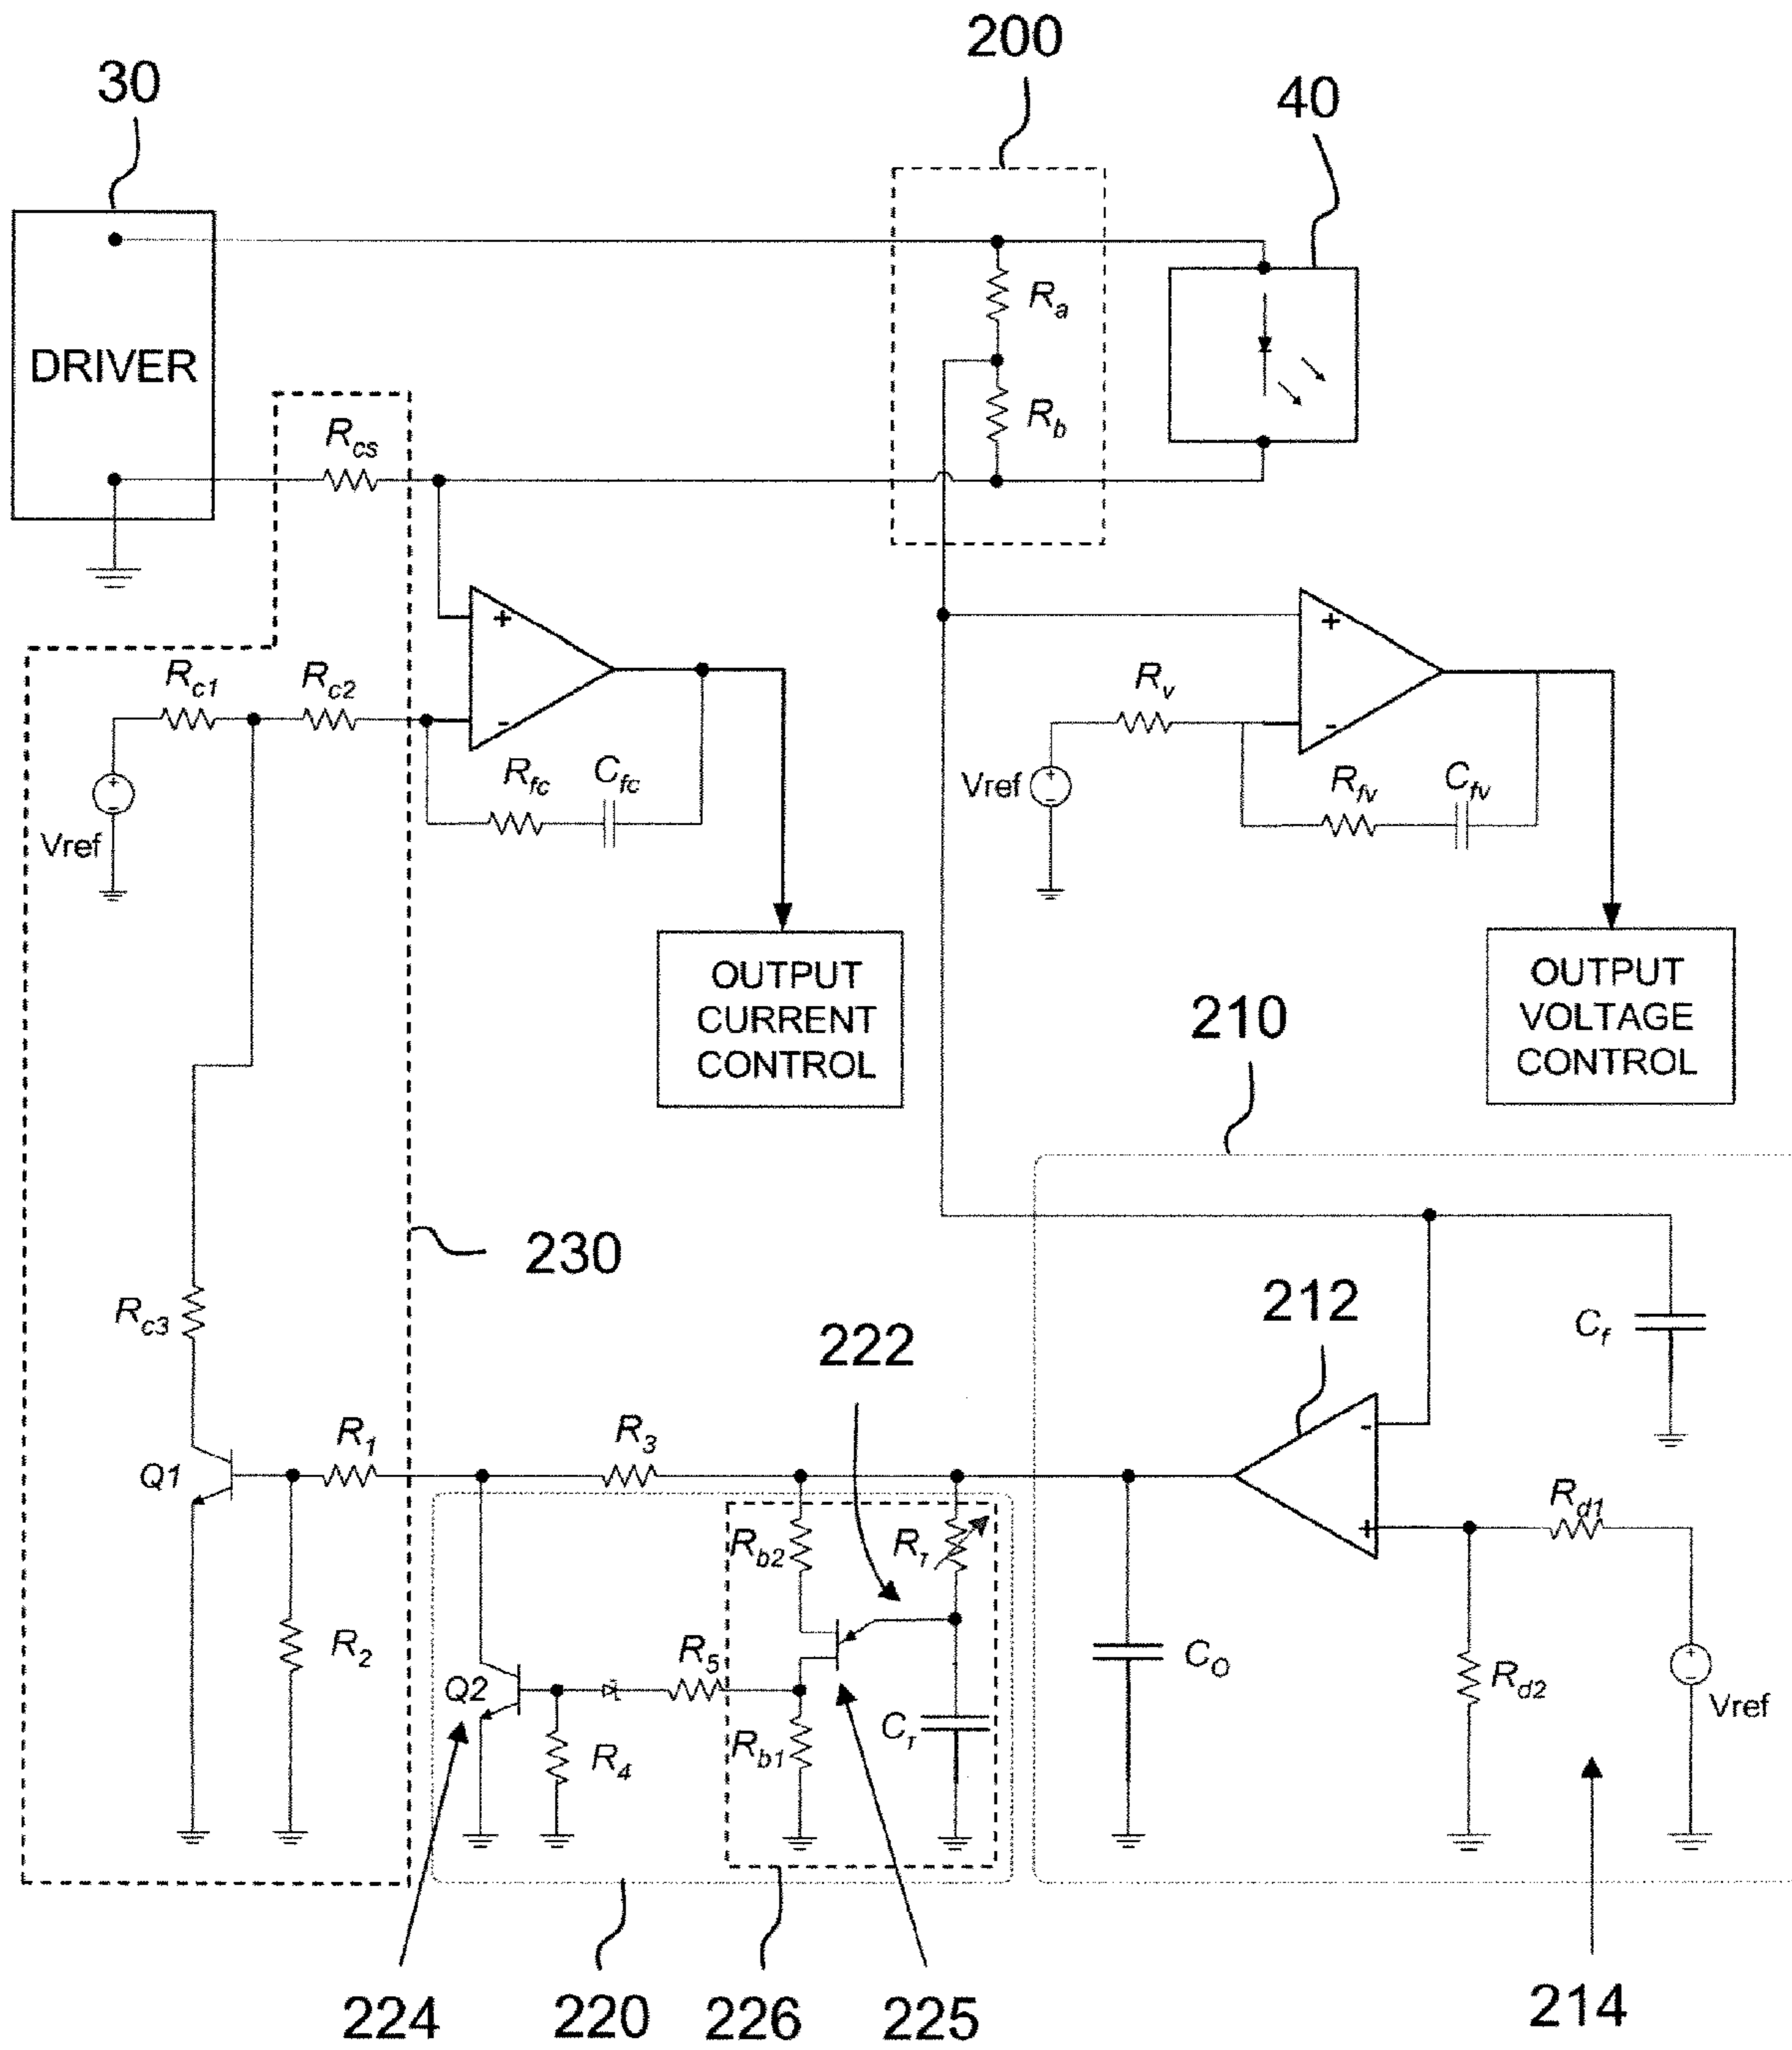 200
30
40
Ra
DRIVER
Rb
Rcs
+
+
Rc1
Rc2
Rv
-
-
+
-
Vref
Rfc
Cfc
Vref
+
-
Rfv
Cfv
OUTPUT
CURRENT
CONTROL
OUTPUT
VOLTAGE
CONTROL
210
230
212
Rc3
222
Cf
-
R1
R3
Q1
Rd1
+
Rb2
RT
R2
R5
CO
Rd2
+
-
Vref
Q2
CT
R4
Rb1
224
220
226
225
214